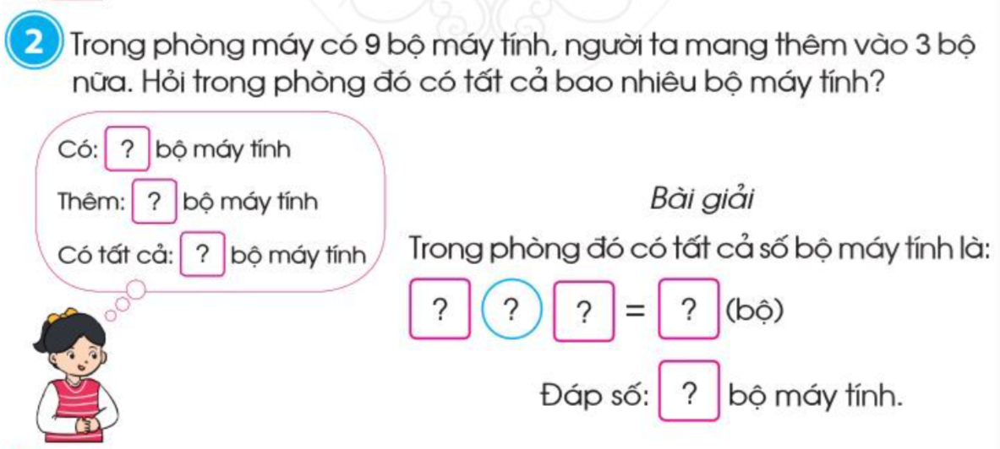 2 Trong phòng máy có 9 bộ máy tính, người ta mang thêm vào 3 bộ
nữa. Hỏi trong phòng đó có tất cả bao nhiêu bộ máy tính?
Có: ? bộ máy tính
Thêm: ? bộ máy tính
Có tất cả: ? bộ máy tính
Bài giải
Trong phòng đó có tất cả số bộ máy tính là:
? ? ? = ? (bộ)
Đáp số: ? bộ máy tính.